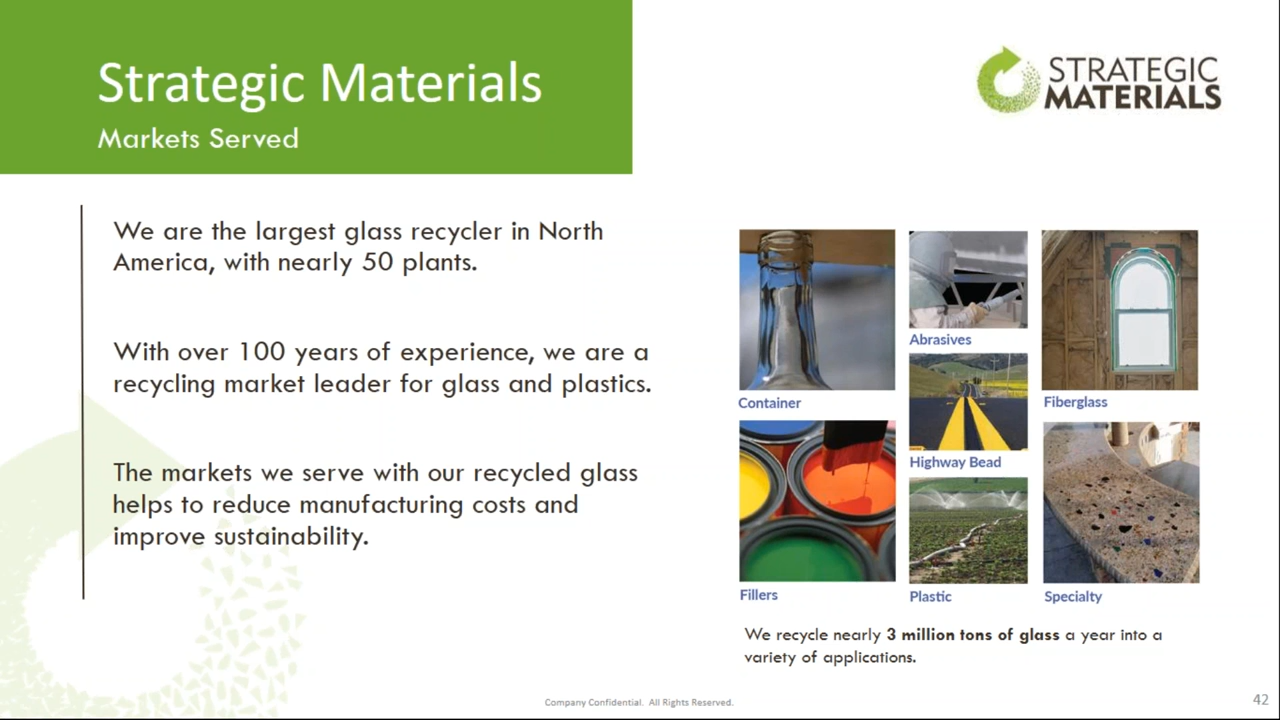 Strategic Materials
Markets Served
STRATEGIC
MATERIALS
We are the largest glass recycler in North
America, with nearly 50 plants.
With over 100 years of experience, we are a
recycling market leader for glass and plastics.
The markets we serve with our recycled glass
helps to reduce manufacturing costs and
improve sustainability.
Container
Abrasives
Fiberglass
Highway Bead
Fillers
Plastic
Specialty
We recycle nearly 3 million tons of glass a year into a
variety of applications.
Company Confidential. All Rights Reserved.
42